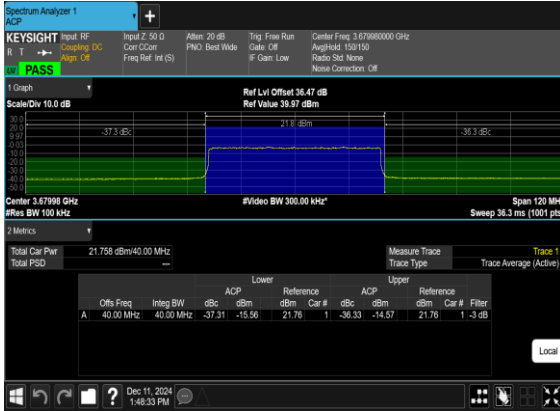 Spectrum Analyzer 1
ACP
+
KEYSIGHT Input: RF Input Z: 50 Ω Atten: 20 dB Trig: Free Run Center Freq: 3.679980000 GHz
R T Coupling: DC Corr CCorr PNO: Best Wide Gate: Off Avg|Hold: 150/150
Align: Off Freq Ref: Int (S) IF Gain: Low Radio Std: None
PASS Noise Correction: Off
1 Graph Ref Lvl Offset 36.47 dB
Scale/Div 10.0 dB Ref Value 39.97 dBm
30.0
20.0 21.8 dBm
9.97 -37.3 dBc -36.3 dBc
-0.03
-10.0
-20.0
-30.0
-40.0
-50.0
Center 3.67998 GHz #Video BW 300.00 kHz* Span 120 MH
#Res BW 100 kHz Sweep 36.3 ms (1001 pts
2 Metrics
Total Car Pwr 21.758 dBm/40.00 MHz Measure Trace Trace 1
Total PSD --- Trace Type Trace Average (Active)
Lower Upper
ACP Reference ACP Reference
Offs Freq Integ BW dBc dBm dBm Car # dBc dBm dBm Car # Filter
A 40.00 MHz 40.00 MHz -37.31 -15.56 21.76 1 -36.33 -14.57 21.76 1 -3 dB
Local
? Dec 11, 2024
1:48:33 PM